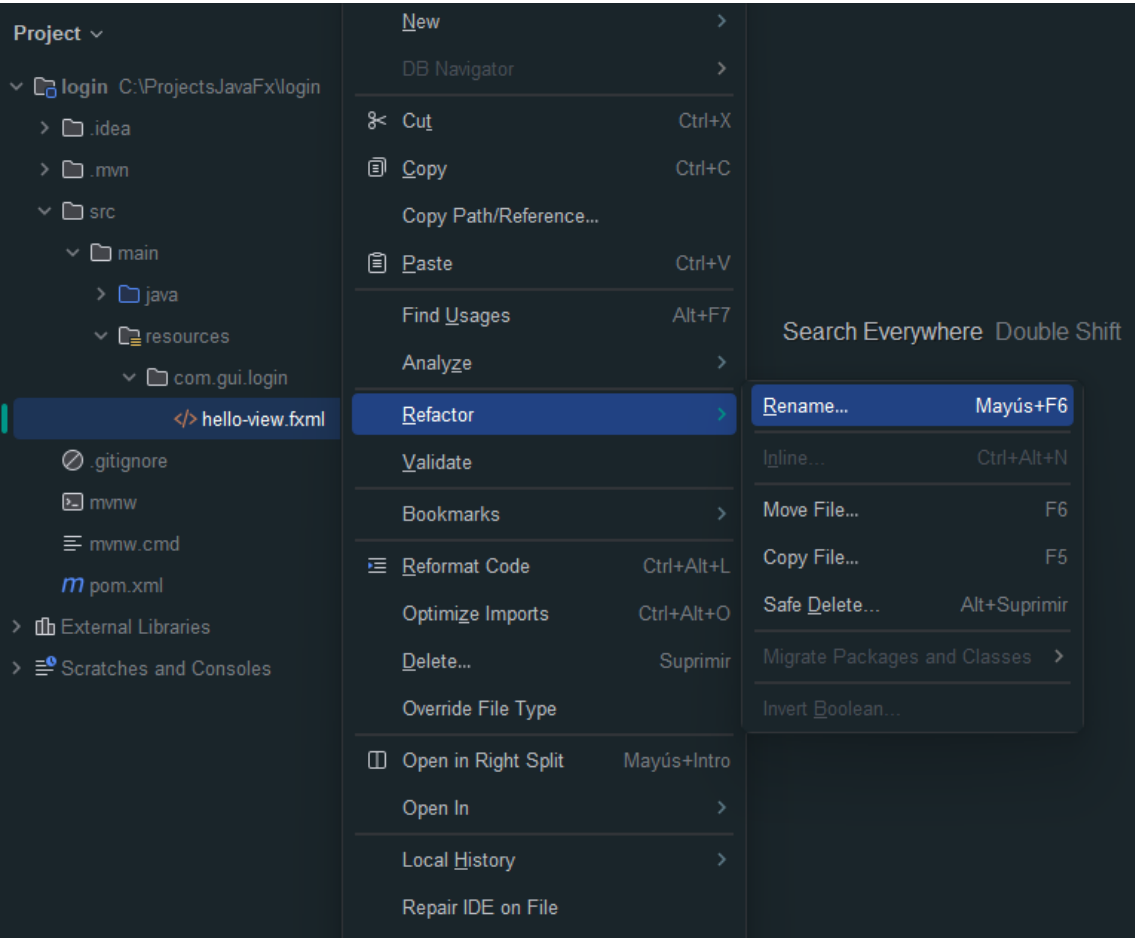 Project
login C:\ProjectsJavaFx\login
.idea
.mvn
src
main
java
resources
com.gui.login
</> hello-view.fxml
.gitignore
mvnw
mvnw.cmd
m pom.xml
External Libraries
Scratches and Consoles
New
DB Navigator
Cut Ctrl+X
Copy Ctrl+C
Copy Path/Reference...
Paste Ctrl+V
Find Usages Alt+F7
Analyze
Refactor
Validate
Bookmarks
Reformat Code Ctrl+Alt+L
Optimize Imports Ctrl+Alt+O
Delete... Suprimir
Override File Type
Open in Right Split Mayús+Intro
Open In
Local History
Repair IDE on File
Search Everywhere Double Shift
Rename... Mayús+F6
Inline... Ctrl+Alt+N
Move File... F6
Copy File... F5
Safe Delete... Alt+Suprimir
Migrate Packages and Classes
Invert Boolean...